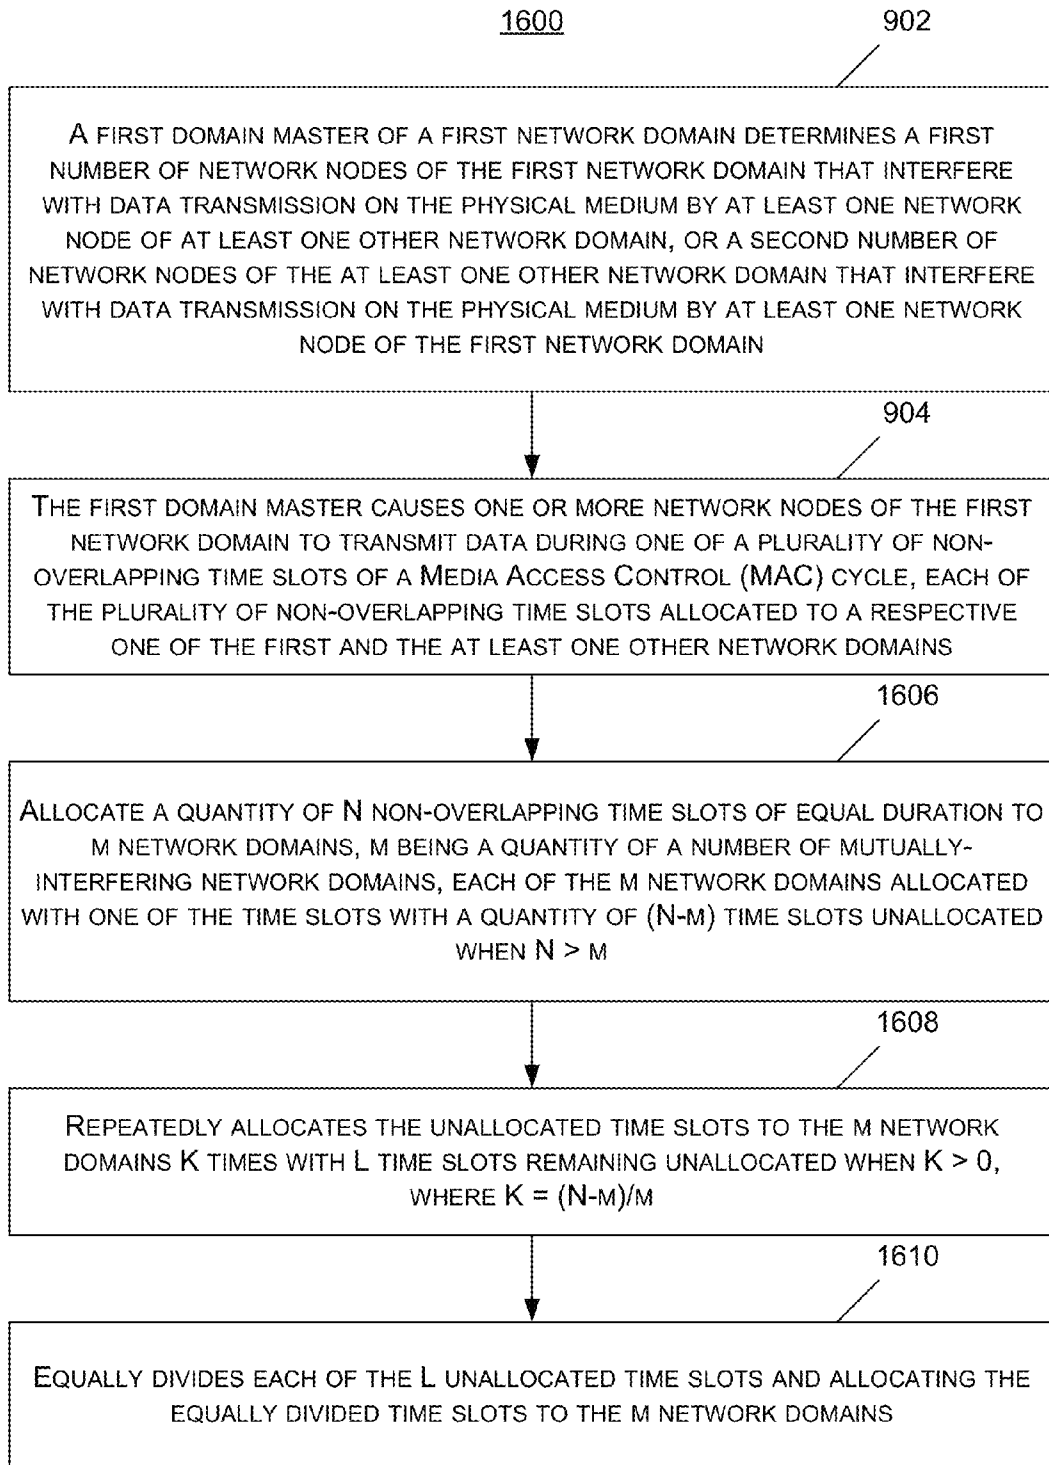 1600
902
A FIRST DOMAIN MASTER OF A FIRST NETWORK DOMAIN DETERMINES A FIRST
NUMBER OF NETWORK NODES OF THE FIRST NETWORK DOMAIN THAT INTERFERE
WITH DATA TRANSMISSION ON THE PHYSICAL MEDIUM BY AT LEAST ONE NETWORK
NODE OF AT LEAST ONE OTHER NETWORK DOMAIN, OR A SECOND NUMBER OF
NETWORK NODES OF THE AT LEAST ONE OTHER NETWORK DOMAIN THAT INTERFERE
WITH DATA TRANSMISSION ON THE PHYSICAL MEDIUM BY AT LEAST ONE NETWORK
NODE OF THE FIRST NETWORK DOMAIN
904
THE FIRST DOMAIN MASTER CAUSES ONE OR MORE NETWORK NODES OF THE FIRST
NETWORK DOMAIN TO TRANSMIT DATA DURING ONE OF A PLURALITY OF NON-
OVERLAPPING TIME SLOTS OF A MEDIA ACCESS CONTROL (MAC) CYCLE, EACH OF
THE PLURALITY OF NON-OVERLAPPING TIME SLOTS ALLOCATED TO A RESPECTIVE
ONE OF THE FIRST AND THE AT LEAST ONE OTHER NETWORK DOMAINS
1606
ALLOCATE A QUANTITY OF N NON-OVERLAPPING TIME SLOTS OF EQUAL DURATION TO
M NETWORK DOMAINS, M BEING A QUANTITY OF A NUMBER OF MUTUALLY-
INTERFERING NETWORK DOMAINS, EACH OF THE M NETWORK DOMAINS ALLOCATED
WITH ONE OF THE TIME SLOTS WITH A QUANTITY OF (N-M) TIME SLOTS UNALLOCATED
WHEN N > M
1608
REPEATEDLY ALLOCATES THE UNALLOCATED TIME SLOTS TO THE M NETWORK
DOMAINS K TIMES WITH L TIME SLOTS REMAINING UNALLOCATED WHEN K > 0,
WHERE K = (N-M)/M
1610
EQUALLY DIVIDES EACH OF THE L UNALLOCATED TIME SLOTS AND ALLOCATING THE
EQUALLY DIVIDED TIME SLOTS TO THE M NETWORK DOMAINS